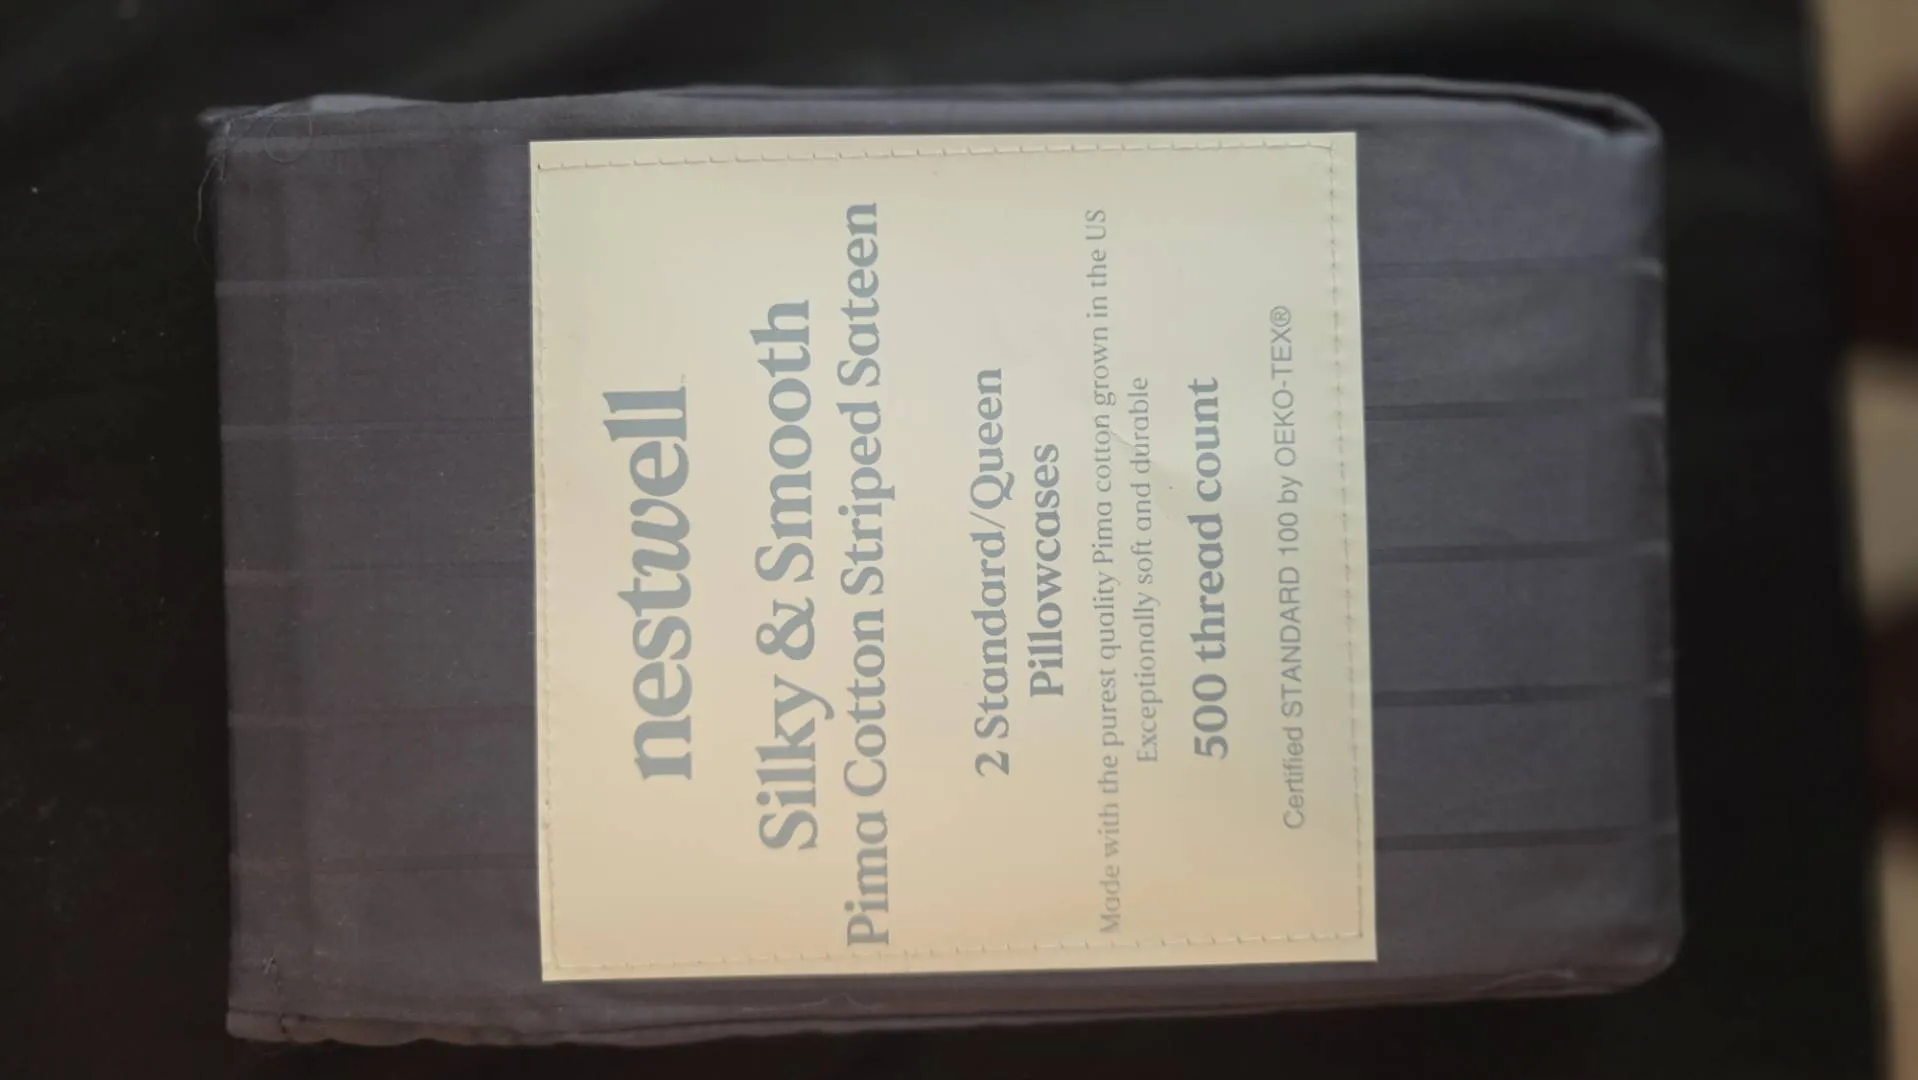 nestwell™
Silky & Smooth
Pima Cotton Striped Sateen
2 Standard/Queen
Pillowcases
Made with the purest quality Pima cotton grown in the US
Exceptionally soft and durable
500 thread count
Certified STANDARD 100 by OEKO-TEX®